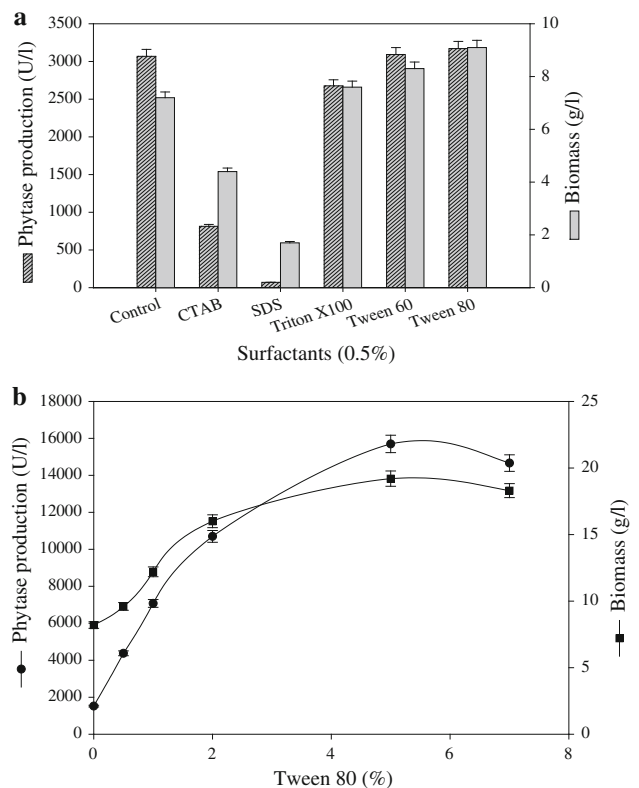 a
Phytase production (U/l)
3500
3000
2500
2000
1500
1000
500
0
10
8
6
4
2
0
Biomass (g/l)
Control
CTAB
SDS
Triton X100
Tween 60
Tween 80
Surfactants (0.5%)
b
Phytase production (U/l)
18000
16000
14000
12000
10000
8000
6000
4000
2000
0
25
20
15
10
5
0
Biomass (g/l)
0
2
4
6
8
Tween 80 (%)